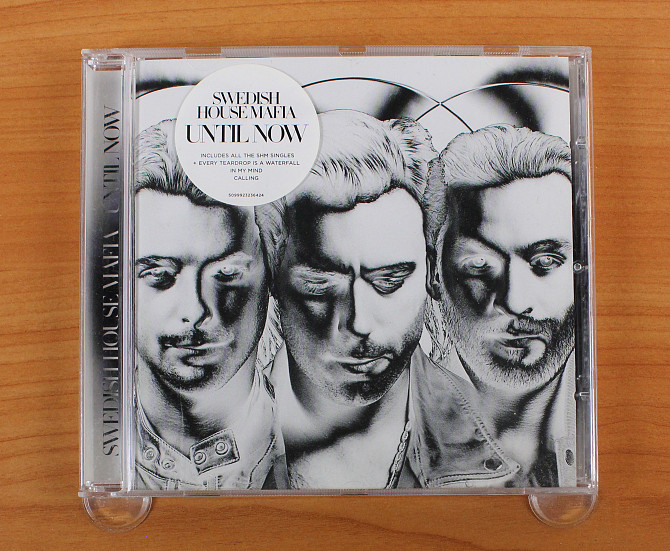 SWEDISH
HOUSE MAFIA
UNTIL NOW
INCLUDES ALL THE SHM SINGLES
+ EVERY TEARDROP IS A WATERFALL
IN MY MIND
CALLING
5099923230424
SWEDISH HOUSE MAFIA UNTIL NOW